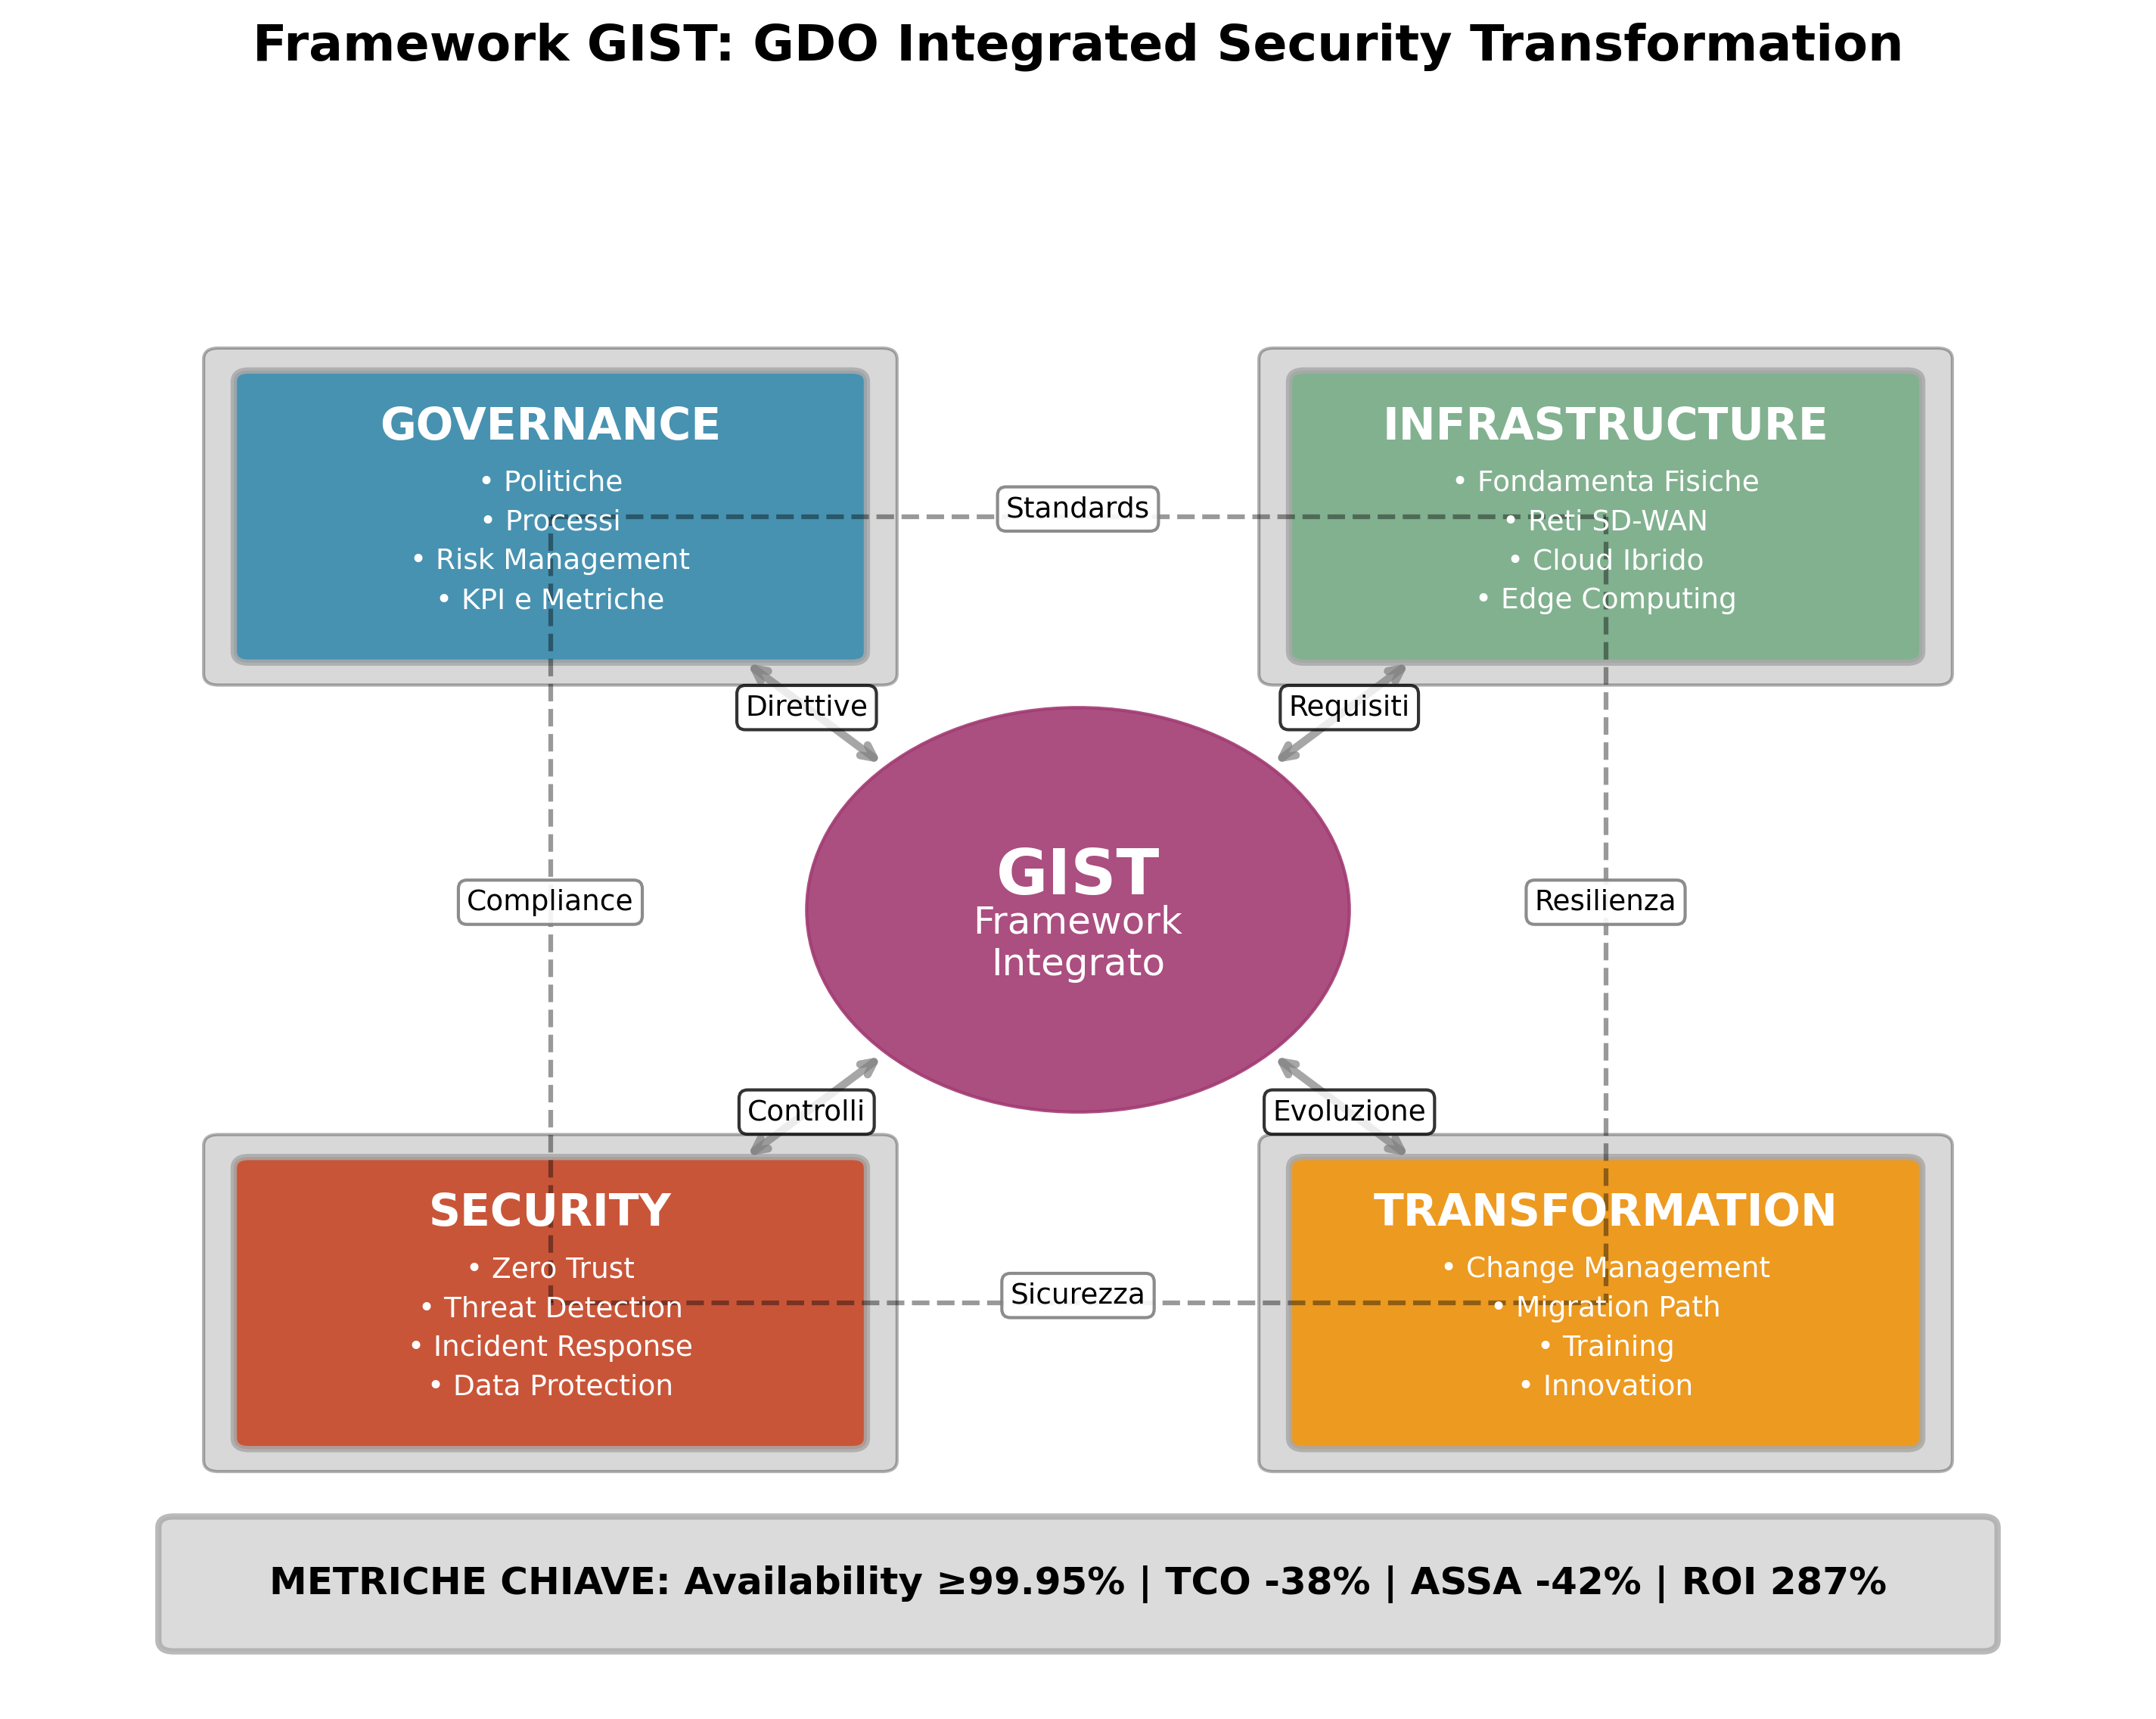 Framework GIST: GDO Integrated Security Transformation
GOVERNANCE
• Politiche
• Processi
• Risk Management
• KPI e Metriche
Standards
INFRASTRUCTURE
• Fondamenta Fisiche
• Reti SD-WAN
• Cloud Ibrido
• Edge Computing
Direttive
Requisiti
Compliance
GIST
Framework
Integrato
Resilienza
Controlli
Evoluzione
SECURITY
• Zero Trust
• Threat Detection
• Incident Response
• Data Protection
Sicurezza
TRANSFORMATION
• Change Management
• Migration Path
• Training
• Innovation
METRICHE CHIAVE: Availability ≥99.95% | TCO -38% | ASSA -42% | ROI 287%